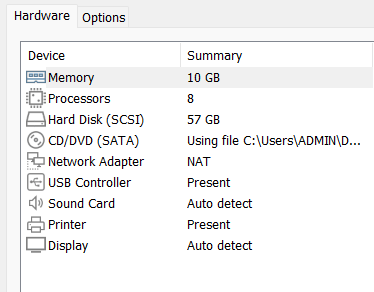 Hardware Options
Device Summary
Memory 10 GB
Processors 8
Hard Disk (SCSI) 57 GB
CD/DVD (SATA) Using file C:\Users\ADMIN\D...
Network Adapter NAT
USB Controller Present
Sound Card Auto detect
Printer Present
Display Auto detect